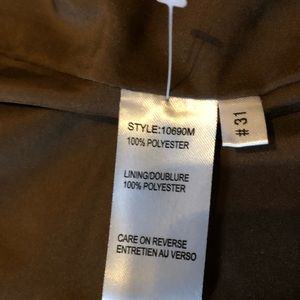 STYLE:10690M
100% POLYESTER
LINING/DOUBLURE
100% POLYESTER
CARE ON REVERSE
ENTRETIEN AU VERSO
# 31